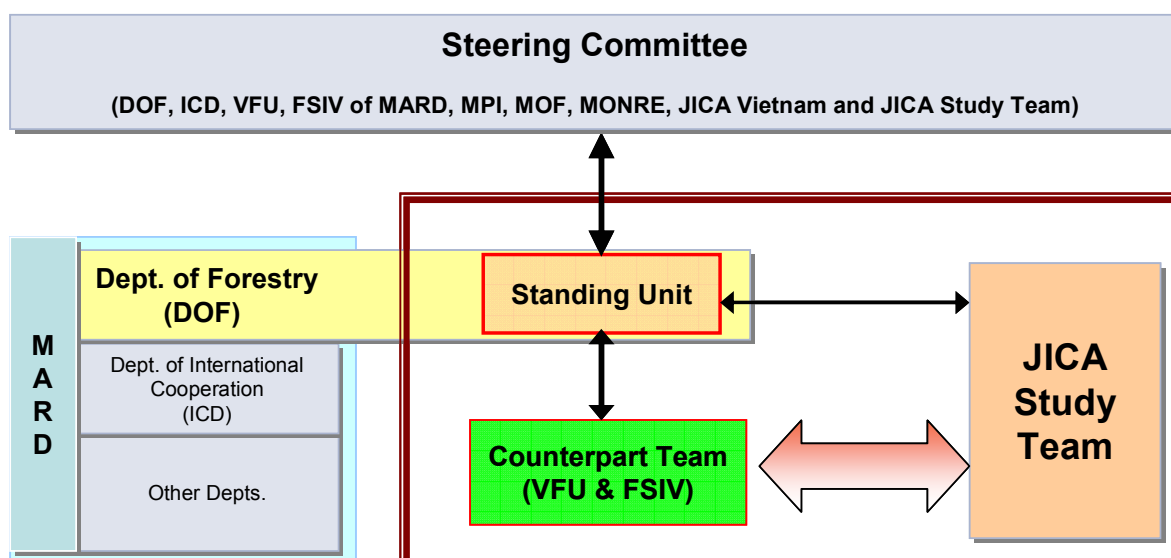 Steering Committee
(DOF, ICD, VFU, FSIV of MARD, MPI, MOF, MONRE, JICA Vietnam and JICA Study Team)
M
A
R
D
Dept. of Forestry
(DOF)
Standing Unit
Dept. of International
Cooperation
(ICD)
Other Depts.
Counterpart Team
(VFU & FSIV)
JICA
Study
Team